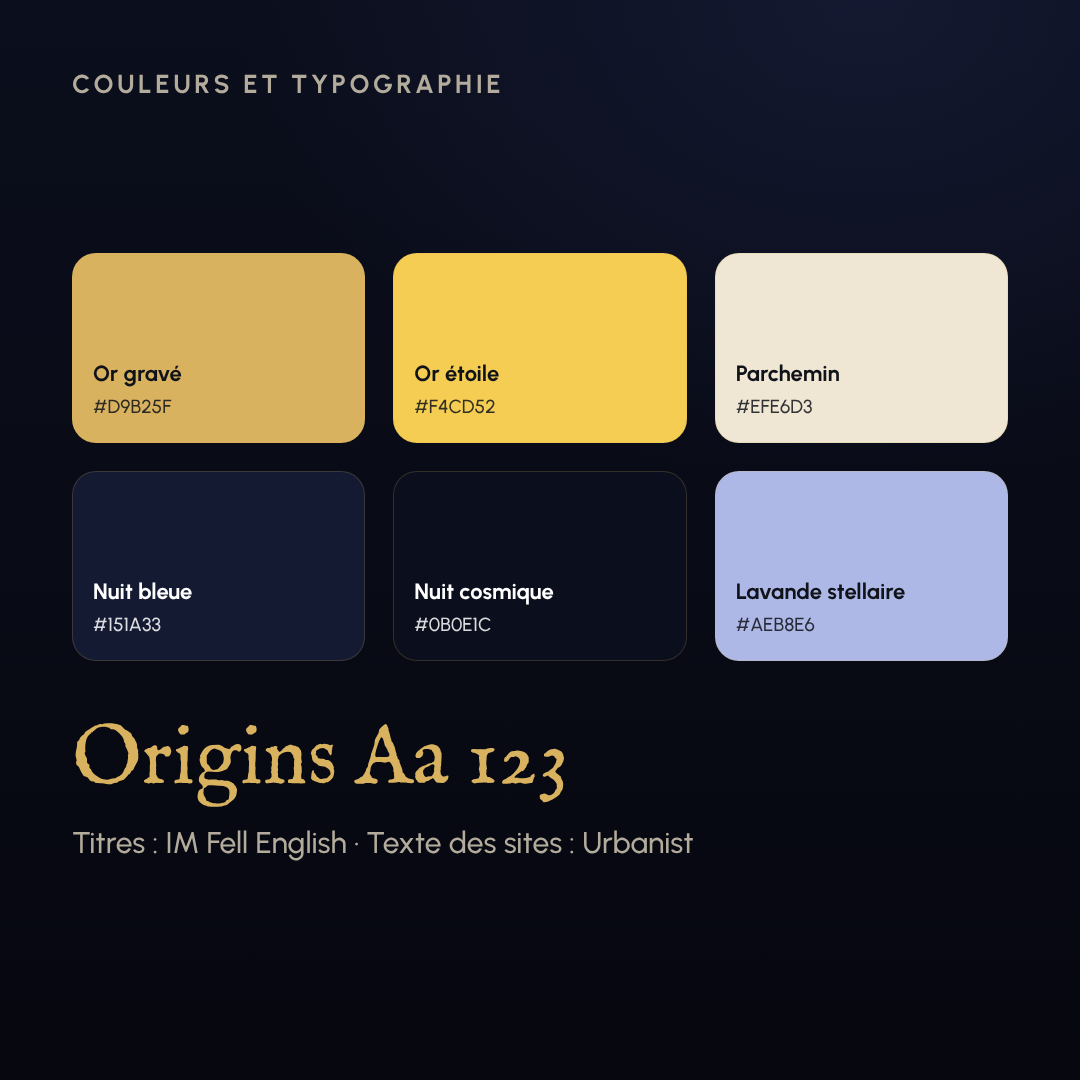 COULEURS ET TYPOGRAPHIE
Or gravé
#D9B25F
Or étoile
#F4CD52
Parchemin
#EFE6D3
Nuit bleue
#151A33
Nuit cosmique
#0B0E1C
Lavande stellaire
#AEB8E6
Origins Aa 123
Titres : IM Fell English · Texte des sites : Urbanist